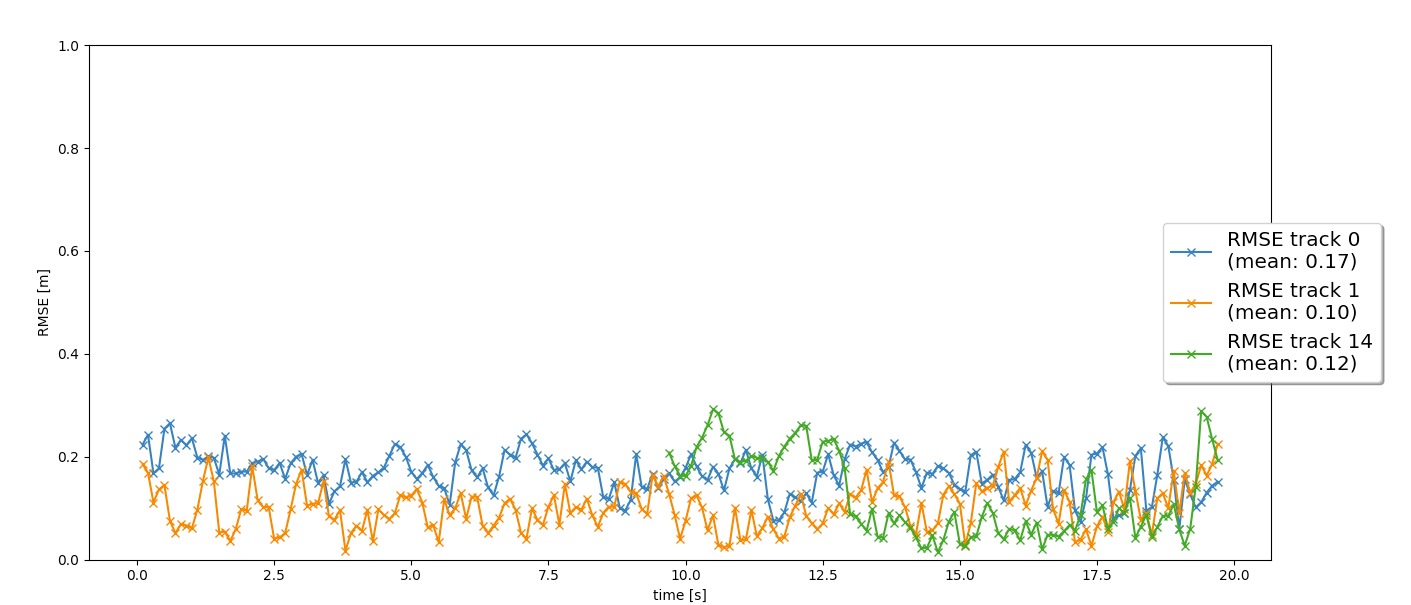 1.0
0.8
0.6
0.4
0.2
0.0
RMSE [m]
RMSE track 0
(mean: 0.17)
RMSE track 1
(mean: 0.10)
RMSE track 14
(mean: 0.12)
0.0 2.5 5.0 7.5 10.0 12.5 15.0 17.5 20.0
time [s]